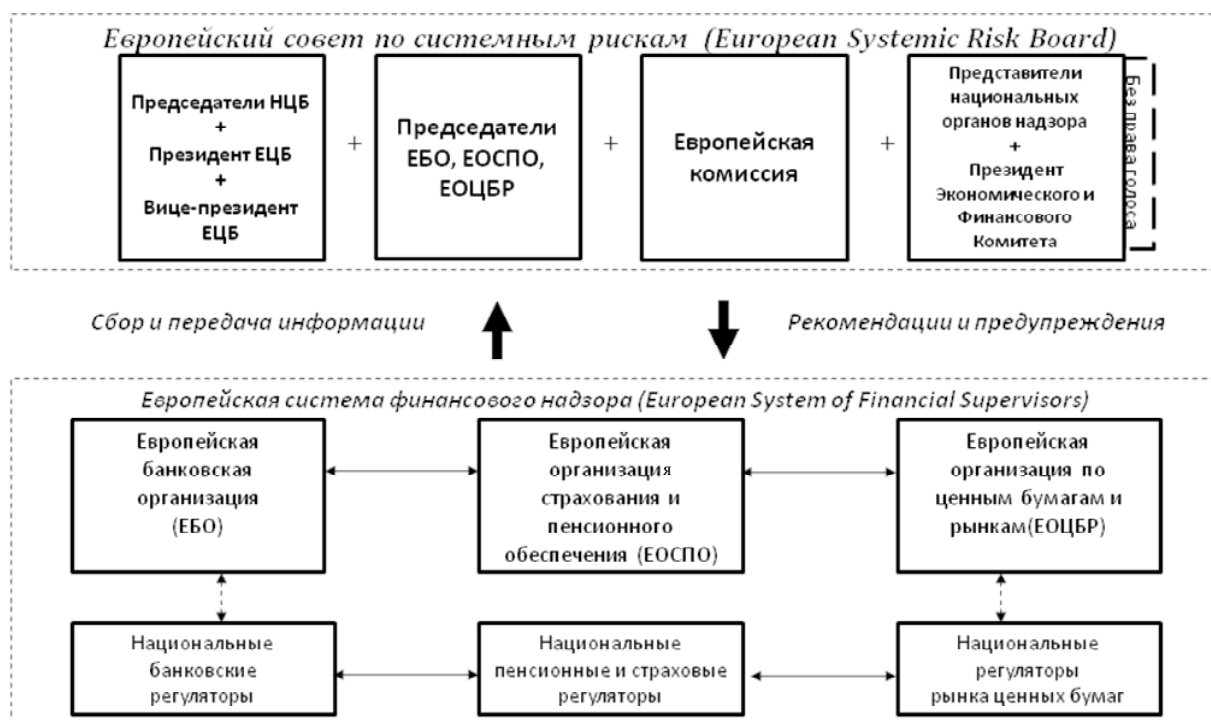 Европейский совет по системным рискам (European Systemic Risk Board)
Председатели НЦБ
+
Президент ЕЦБ
+
Вице-президент
ЕЦБ
+
Председатели
ЕБО, ЕОСПО,
ЕОЦБР
+
Европейская
комиссия
+
Представители
национальных
органов надзора
+
Президент
Экономического и
Финансового
Комитета
Без права голоса
Сбор и передача информации
Рекомендации и предупреждения
Европейская система финансового надзора (European System of Financial Supervisors)
Европейская
банковская
организация
(ЕБО)
Европейская
организация
страхования и
пенсионного
обеспечения (ЕОСПО)
Европейская
организация по
ценным бумагам и
рынкам(ЕОЦБР)
Национальные
банковские
регуляторы
Национальные
пенсионные и страховые
регуляторы
Национальные
регуляторы
рынка ценных бумаг